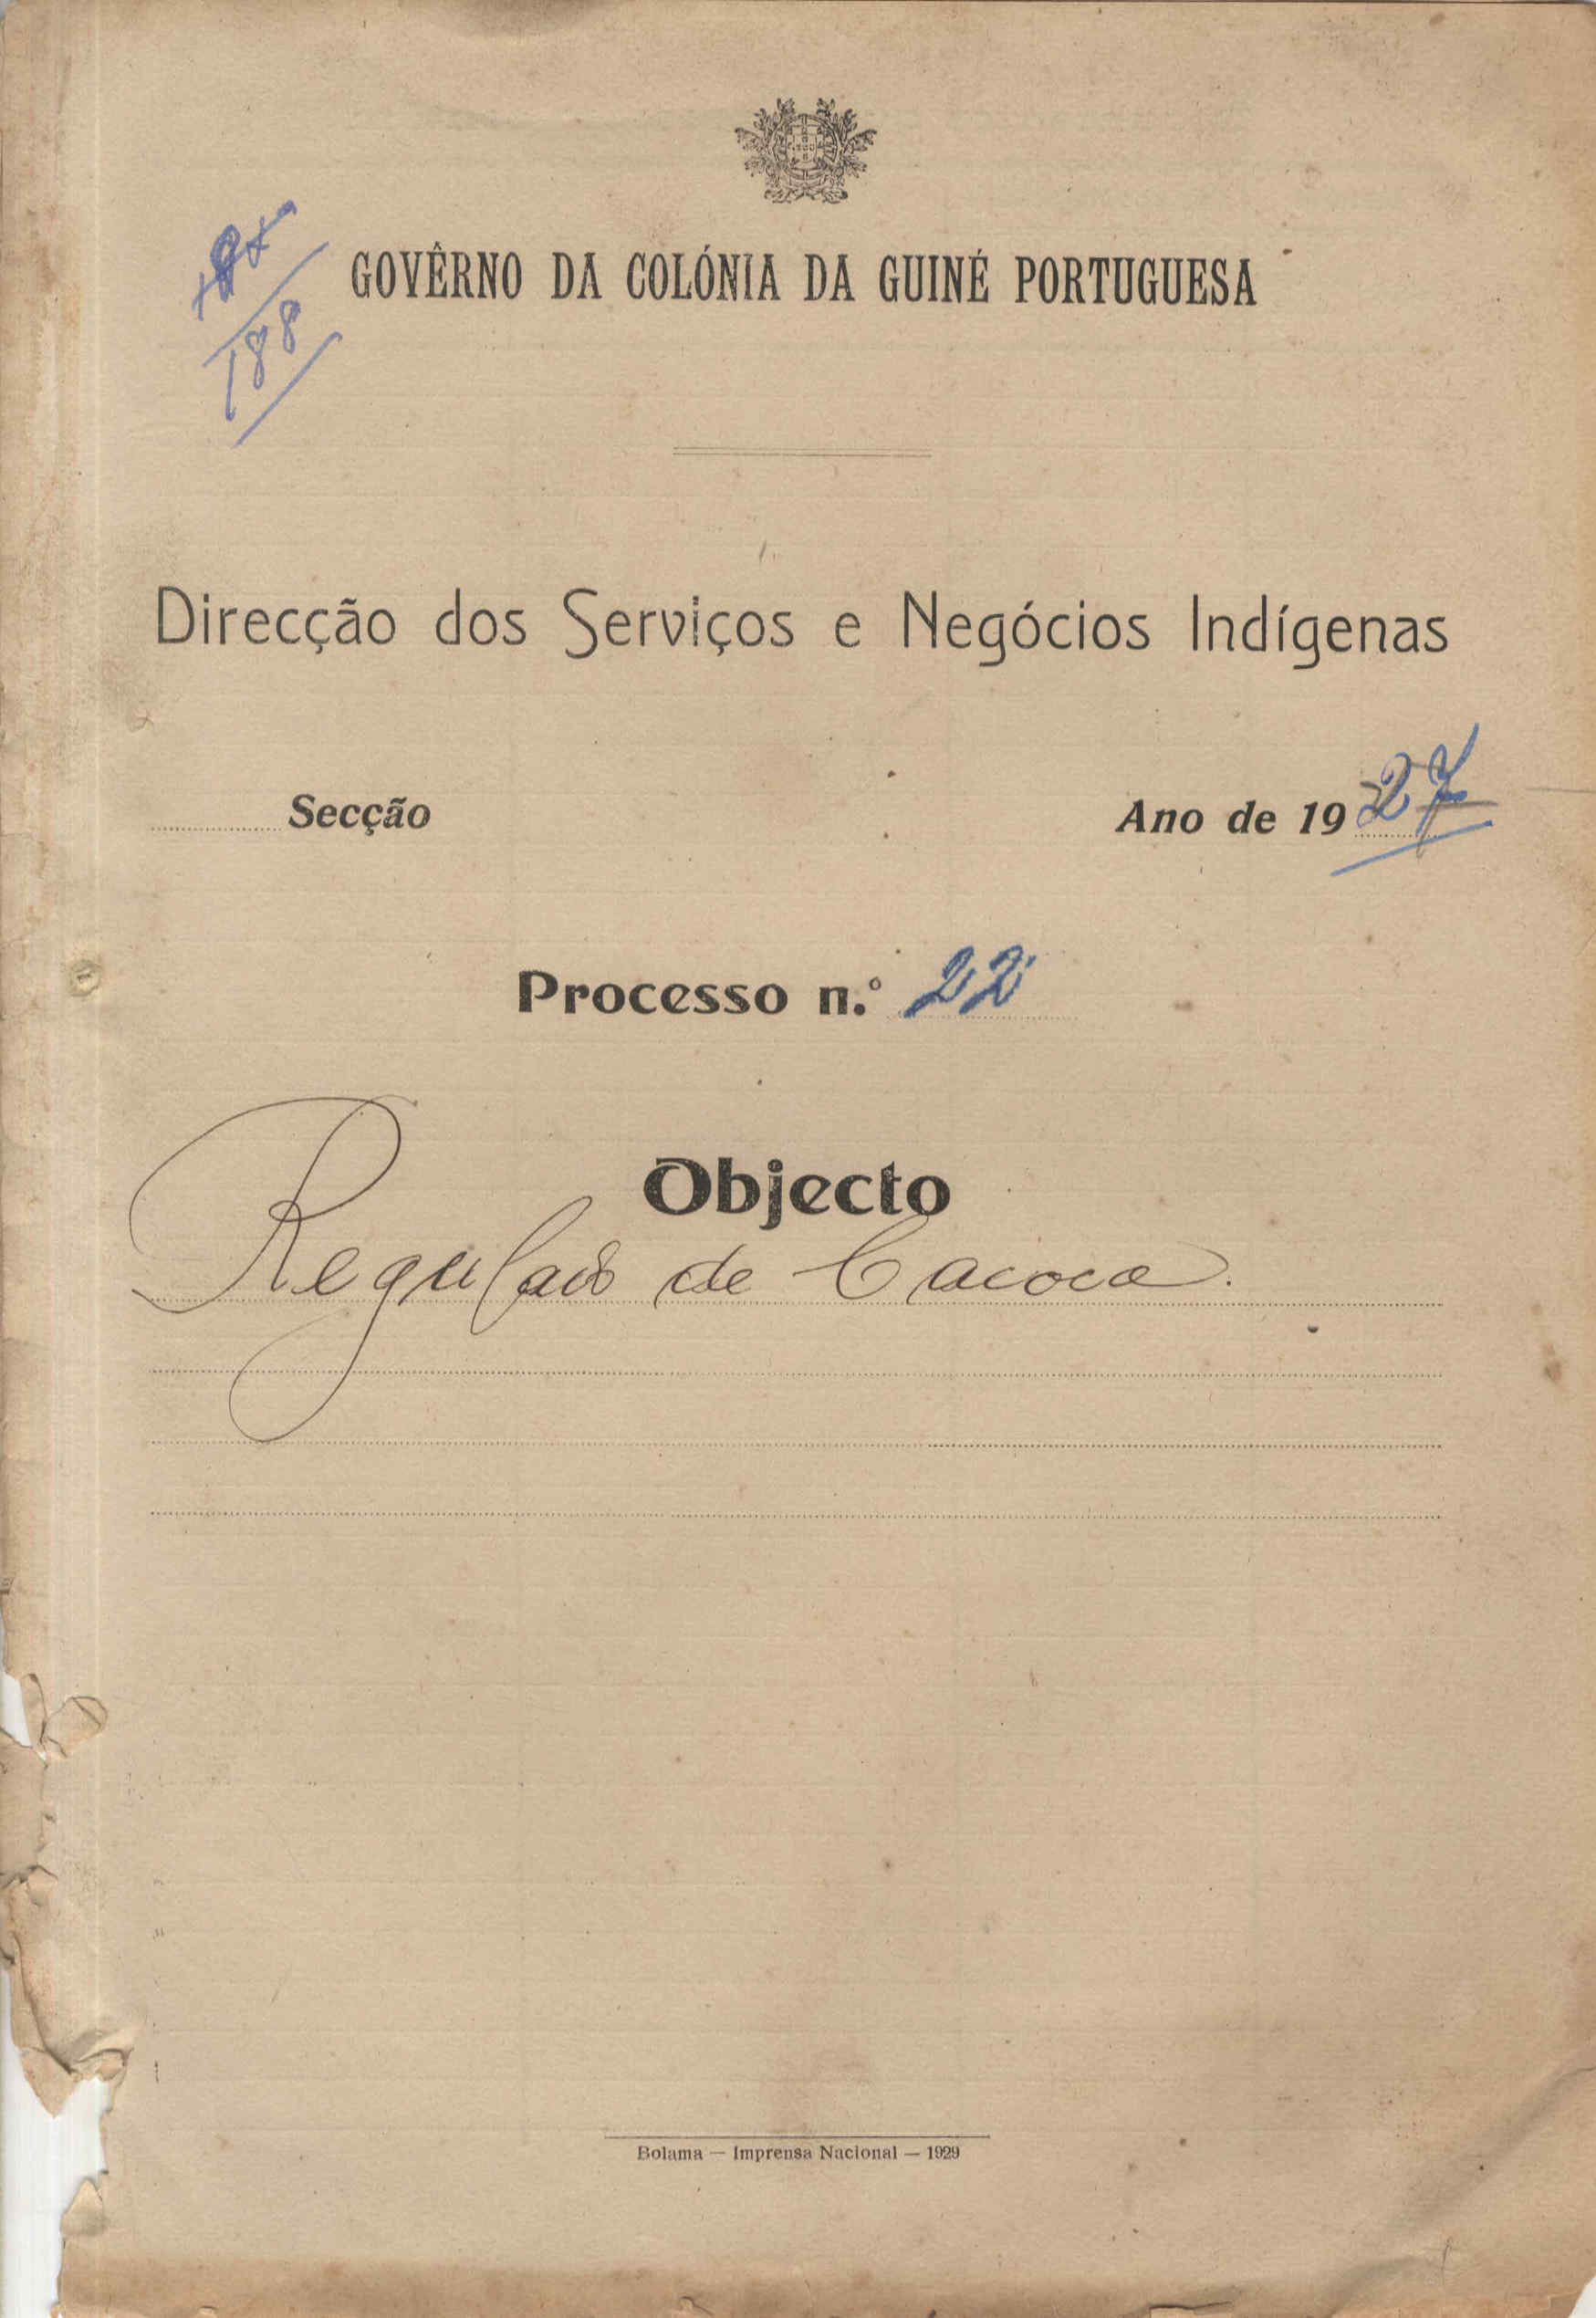 188
GOVÊRNO DA COLÓNIA DA GUINÉ PORTUGUESA
Direcção dos Serviços e Negócios Indígenas
Secção
Ano de 1927
Processo n.º 22
Objecto
Regulado de Cacoca.
Bolama — Imprensa Nacional — 1929